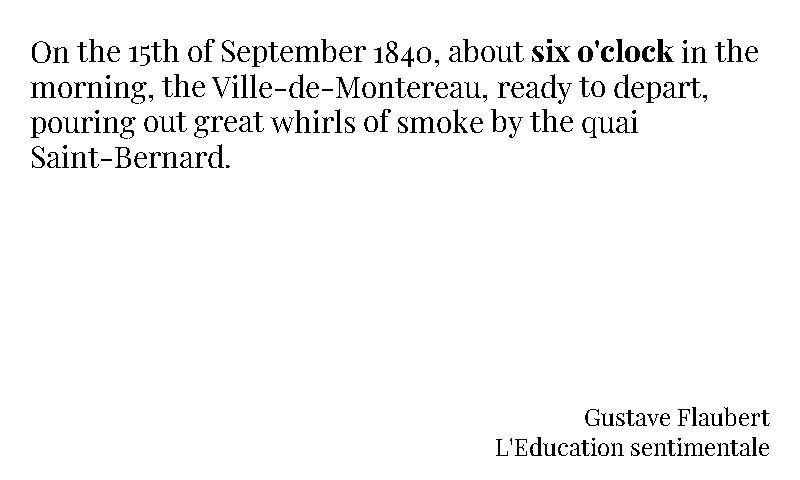 On the 15th of September 1840, about six o'clock in the
morning, the Ville-de-Montereau, ready to depart,
pouring out great whirls of smoke by the quai
Saint-Bernard.
Gustave Flaubert
L'Education sentimentale